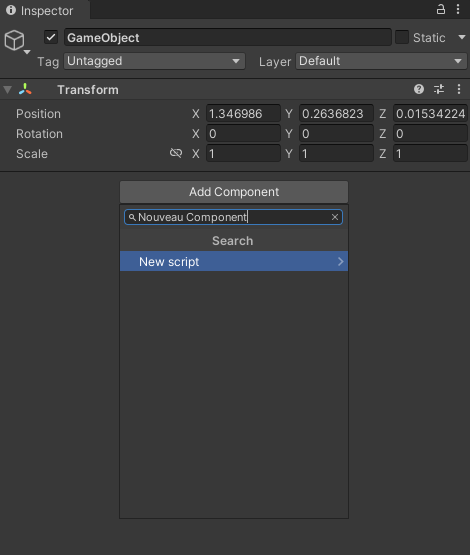 Inspector
GameObject Static
Tag Untagged Layer Default
Transform
Position X 1.346986 Y 0.2636823 Z 0.01534224
Rotation X 0 Y 0 Z 0
Scale X 1 Y 1 Z 1
Add Component
Nouveau Component
Search
New script